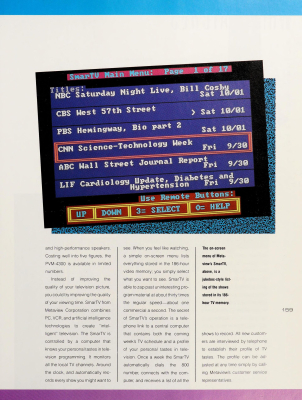 SmarTV Main Menu: Page 1 of 17
Titles:
NBC Saturday Night Live, Bill Cosby
Sat 10/01
CBS West 57th Street
> Sat 10/01
PBS Hemingway, Bio part 2
Sat 10/01
CNN Science-Technology Week
Fri 9/30
ABC Wall Street Journal Report
Fri 9/30
LIF Cardiology Update, Diabetes and
Hypertension Fri 9/30
Use Remote Buttons:
UP DOWN 3= SELECT 0= HELP
and high-performance speakers.
Costing well into five figures, the
PVM-4300 is available in limited
numbers.
Instead of improving the
quality of your television picture,
you could try improving the quality
of your viewing time. SmarTV from
Metaview Corporation combines
PC, VCR, and artificial intelligence
technologies to create "intel-
ligent" television. The SmarTV is
controlled by a computer that
knows your personal tastes in tele-
vision programming. It monitors
all the local TV channels. Around
the clock, and automatically rec-
ords every show you might want to
see. When you feel like watching,
a simple on-screen menu lists
everything stored in the 186-hour
video memory; you simply select
what you want to see. SmarTV is
able to zap past uninteresting pro-
gram material at about thirty times
the regular speed—about one
commercial a second. The secret
of SmarTV's operation is a tele-
phone link to a central computer
that contains both the coming
week's TV schedule and a profile
of your personal tastes in tele-
vision. Once a week the SmarTV
automatically dials the 800
number, connects with the com-
puter, and receives a list of all the
The on-screen
menu of Meta-
view's SmarTV,
above, is a
jukebox-style list-
ing of the shows
stored in its 186-
hour TV memory.
159
shows to record. All new custom-
ers are interviewed by telephone
to establish their profile of TV
tastes. The profile can be up-
dated at any time simply by call-
ing Metaview's customer service
representatives.